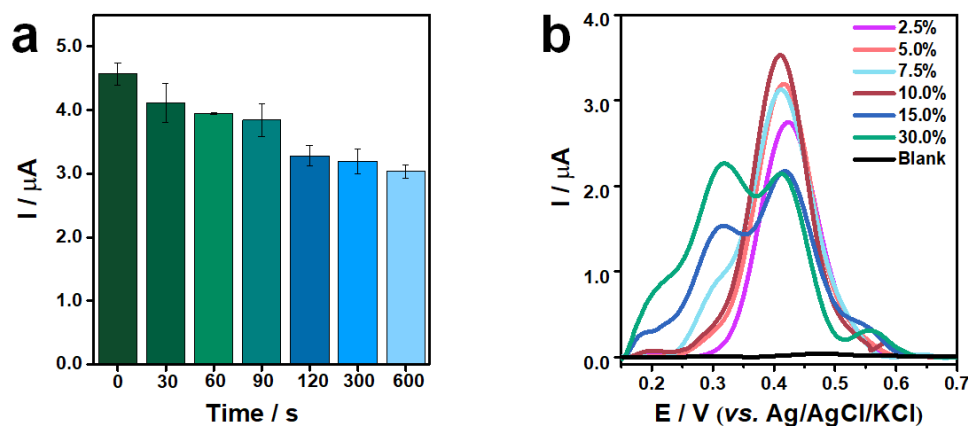 a
I / μA
5.0
4.0
3.0
2.0
1.0
0.0
0 30 60 90 120 300 600
Time / s
b
I / μA
4.0
3.0
2.0
1.0
0.0
2.5%
5.0%
7.5%
10.0%
15.0%
30.0%
Blank
0.2 0.3 0.4 0.5 0.6 0.7
E / V (vs. Ag/AgCl/KCl)